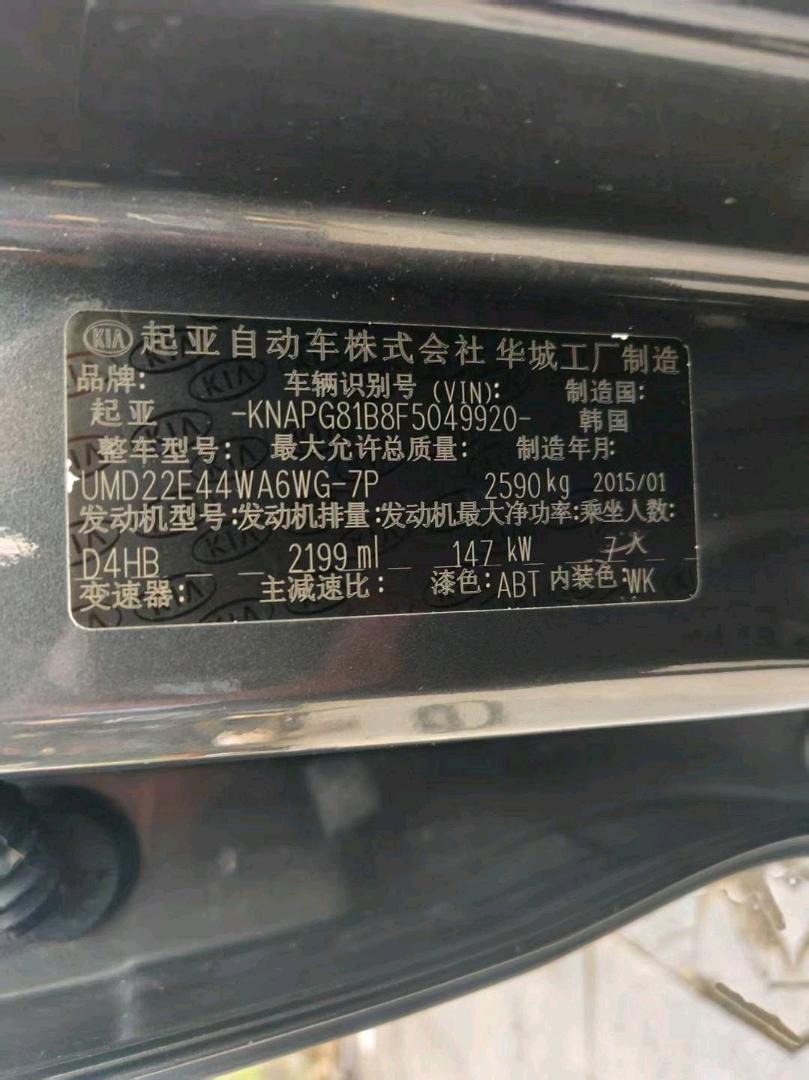 KIA 起亚自动车株式会社 华城工厂制造
品牌: 车辆识别号 (VIN): 制造国:
起亚 -KNAPG81B8F5049920- 韩国
整车型号: 最大允许总质量: 制造年月:
UMD22E44WA6WG-7P 2590kg 2015/01
发动机型号:发动机排量:发动机最大净功率:乘坐人数:
D4HB 2199ml 147kW 7人
变速器: 主减速比: 漆色:ABT 内装色:WK